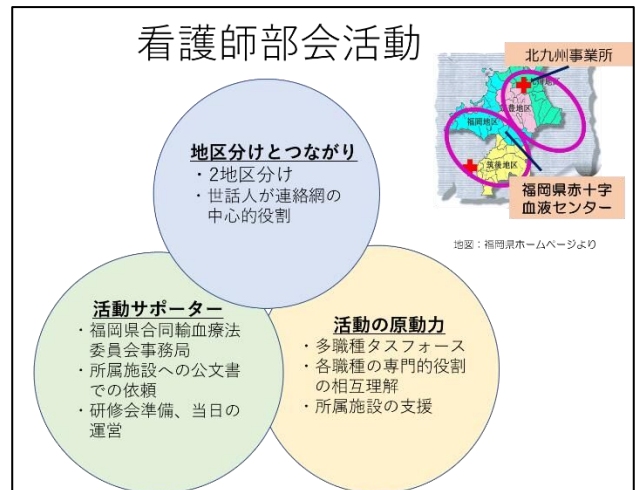 看護師部会活動
北九州事業所
福岡地区
筑豊地区
筑後地区
福岡県赤十字
血液センター
地図：福岡県ホームページより
地区分けとつながり
・2地区分け
・世話人が連絡網の
中心的役割
活動サポーター
・福岡県合同輸血療法
委員会事務局
・所属施設への公文書
での依頼
・研修会準備、当日の
運営
活動の原動力
・多職種タスフォース
・各職種の専門的役割
の相互理解
・所属施設の支援